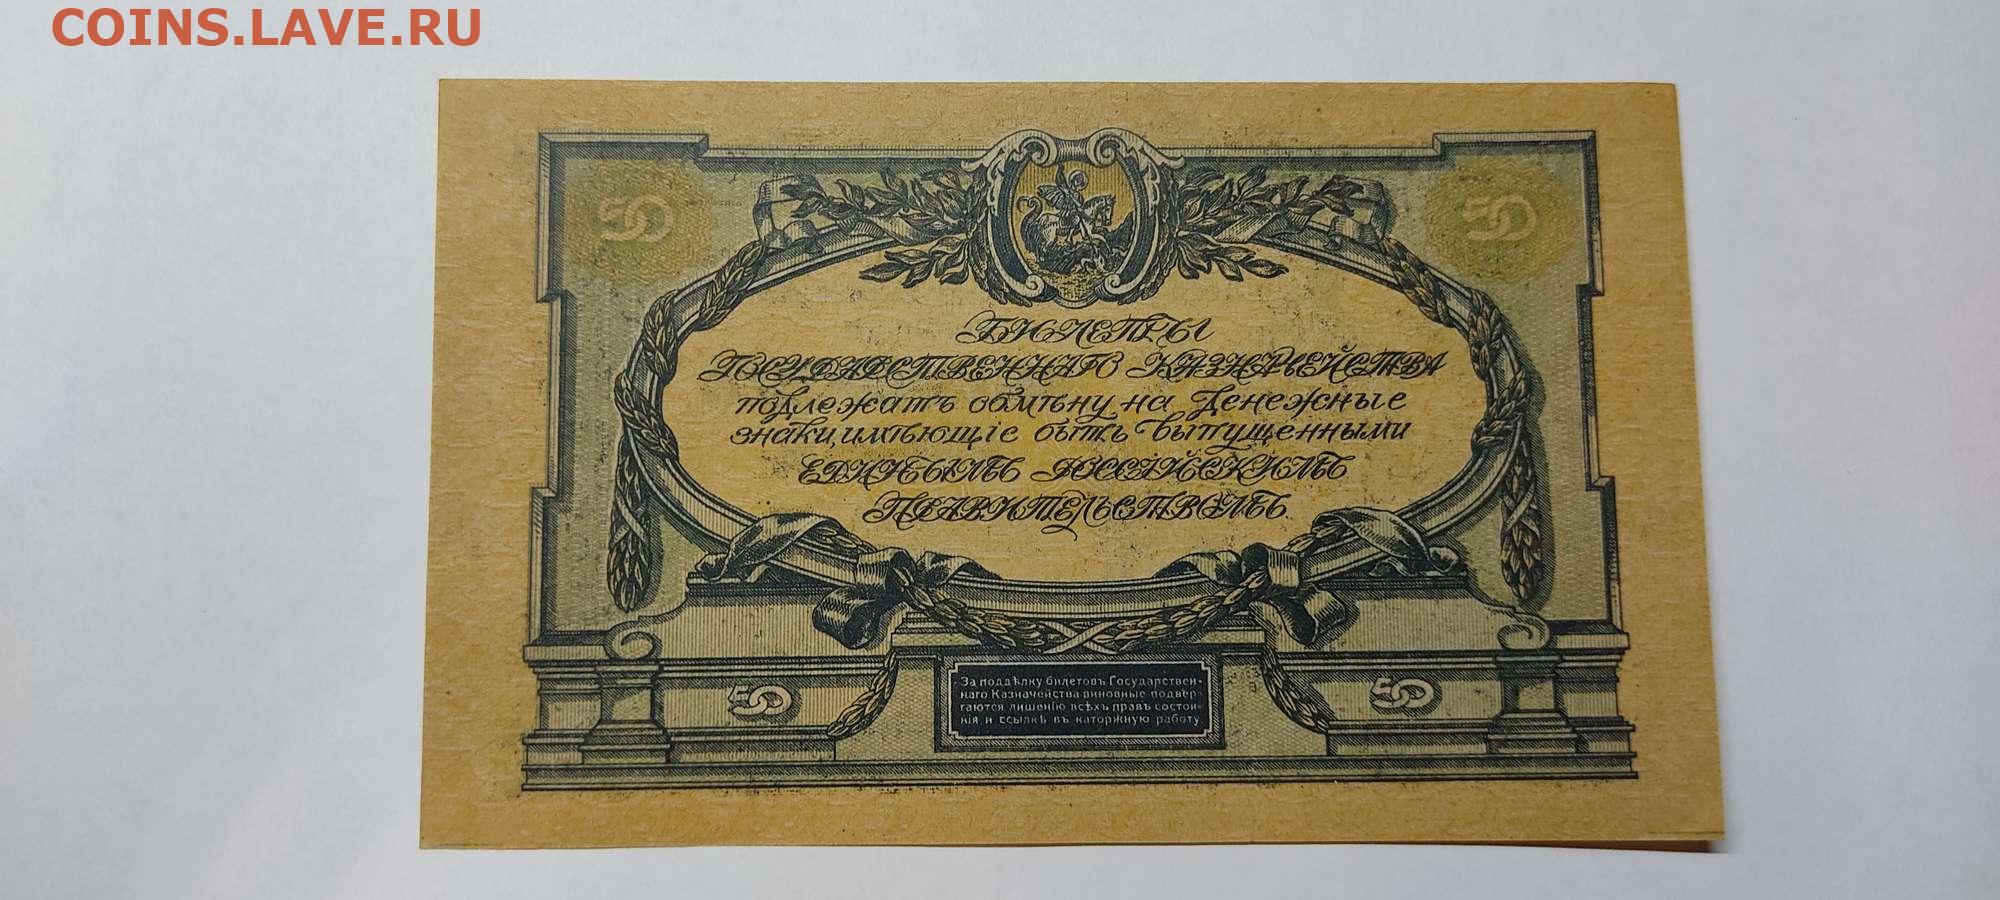 COINS.LAVE.RU
50 50
БИЛЕТЫ
ГОСУДАРСТВЕННАГО КАЗНАЧЕЙСТВА
подлежатъ обмѣну на Денежные
знаки, имѣющіе быть выпущенными
ЕДИНЫМЪ РОССІЙСКИМЪ
ПРАВИТЕЛЬСТВОМЪ.
50 50
За поддѣлку билетовъ Государствен-
наго Казначейства виновные подвер-
гаются лишенію всѣхъ правъ состоя-
нія и ссылкѣ въ каторжную работу.